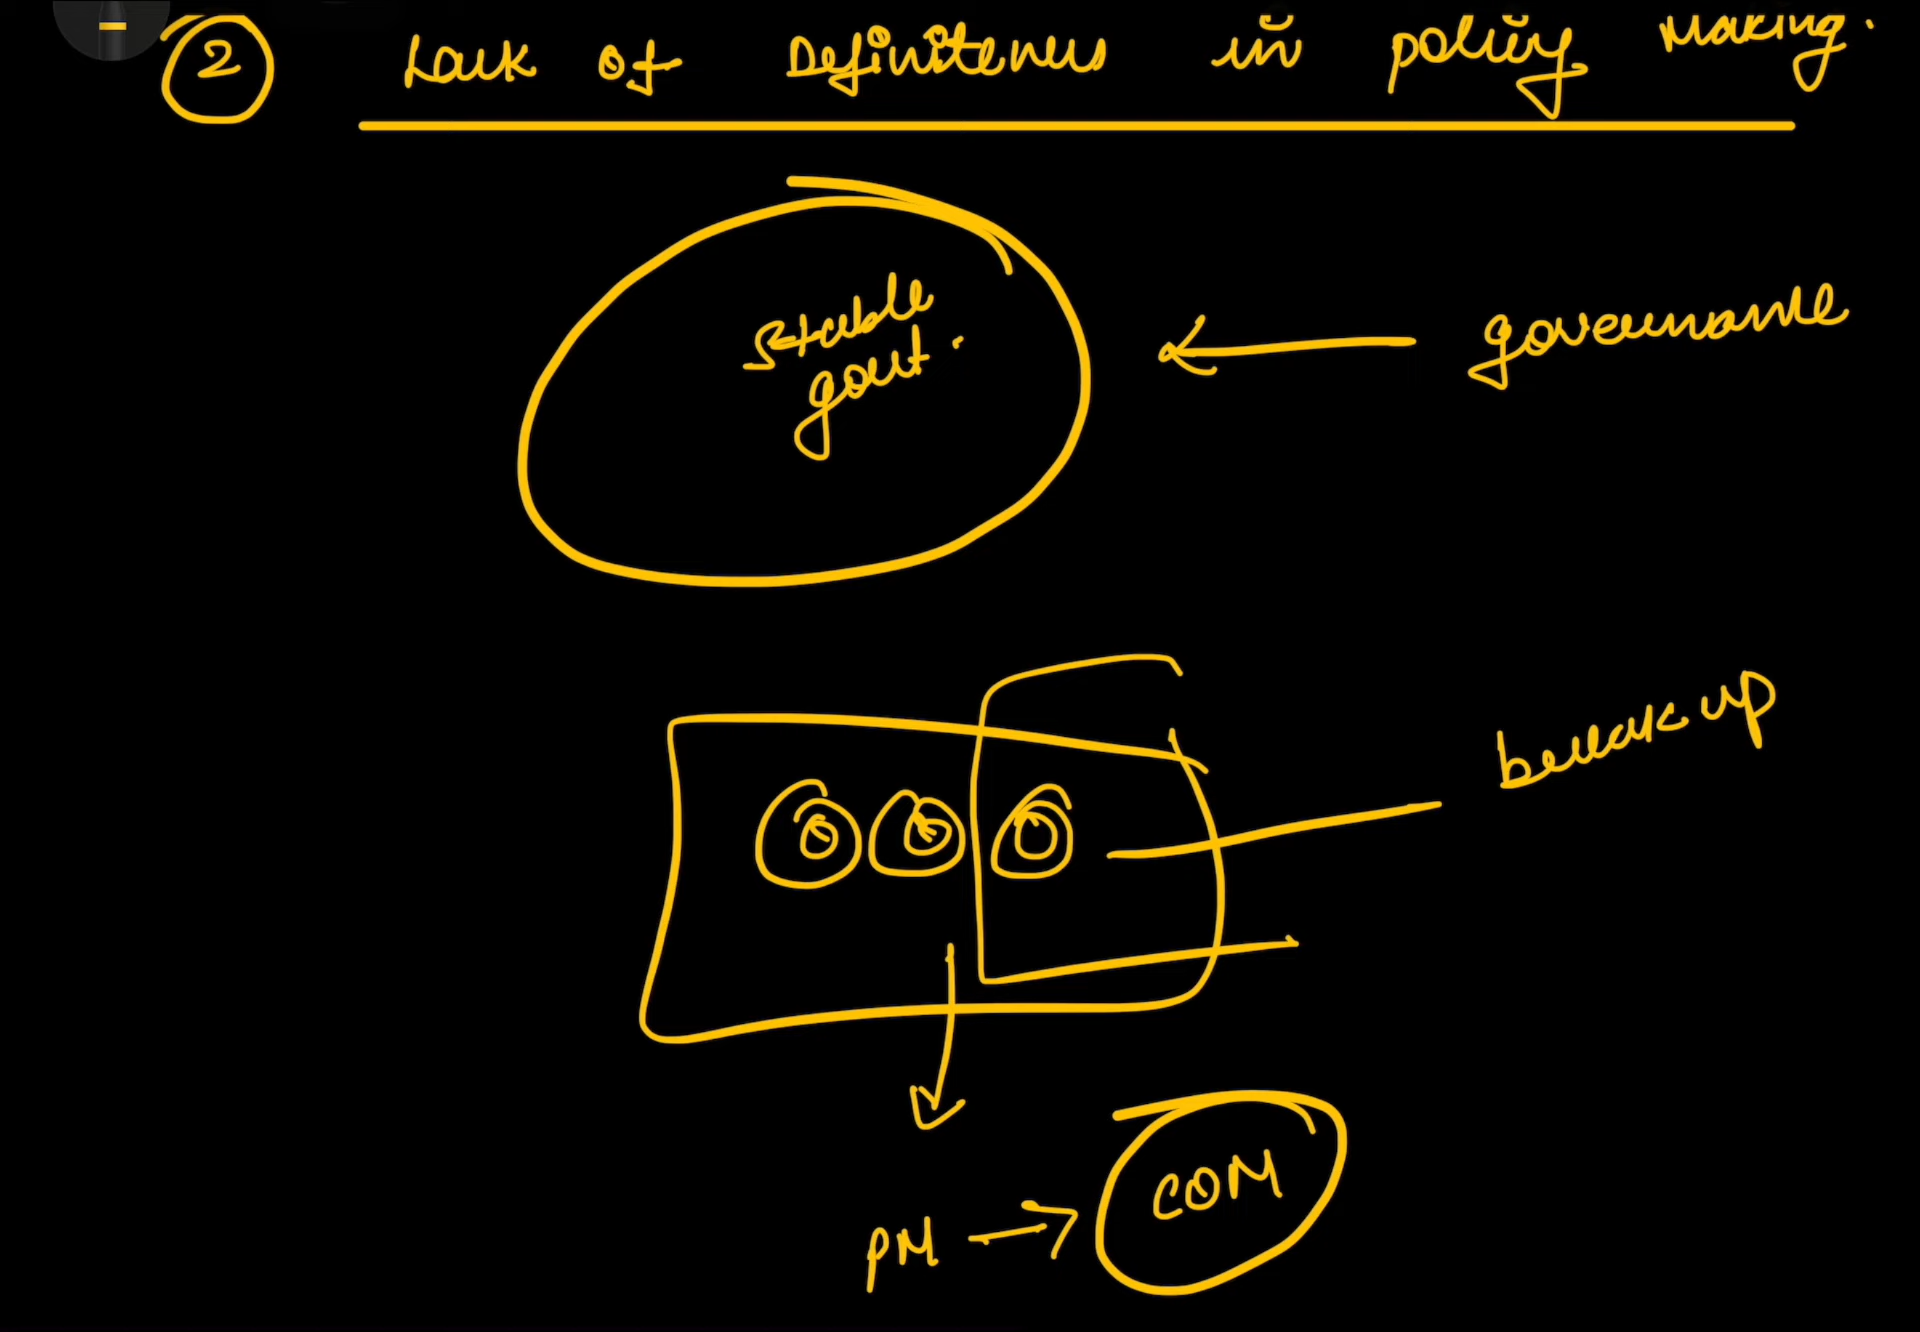 2 Lack of Definiteness in policy Making.
stable
govt.
governance
breakup
COM
PM